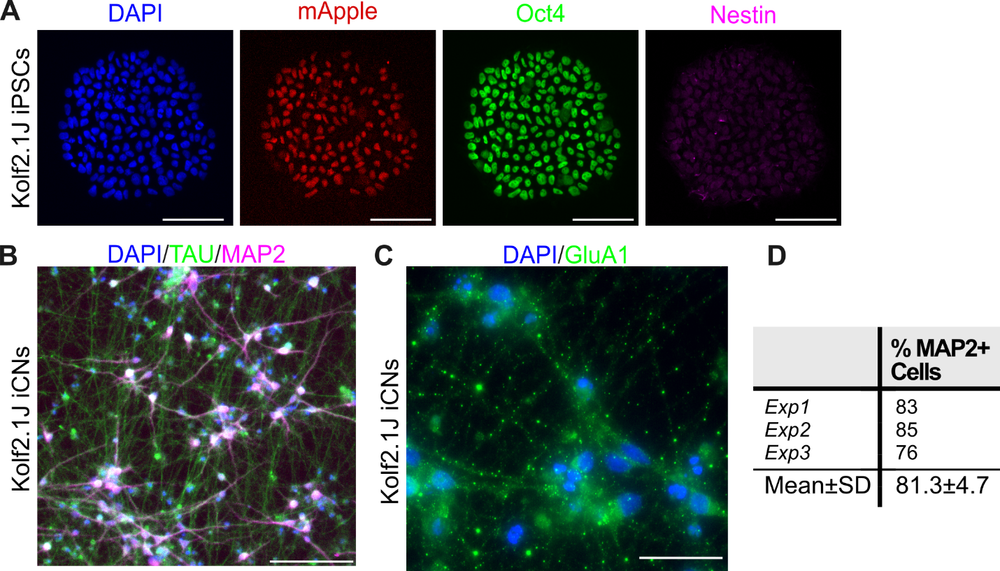 A
DAPI
mApple
Oct4
Nestin
Kolf2.1J iPSCs
B
DAPI/TAU/MAP2
Kolf2.1J iCNs
C
DAPI/GluA1
Kolf2.1J iCNs
D
% MAP2+
Cells
Exp1 83
Exp2 85
Exp3 76
Mean±SD 81.3±4.7